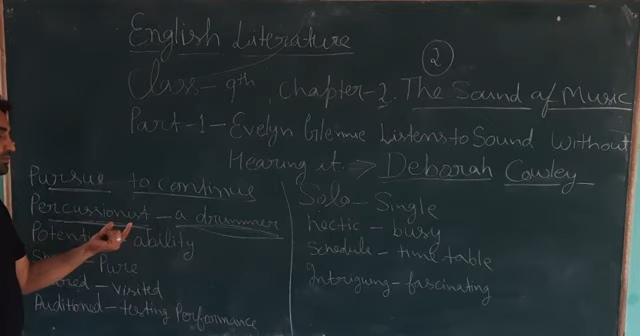 English Literature
2
Class - 9th, Chapter-2. The Sound of Music
Part-1-Evelyn Glennie Listens to Sound Without
Hearing it. → Deborah Cowley
Pursue to continue
Percussionist - a drummer
ability
Pure
- Visited
Auditioned - testing Performance
Solo - Single
hectic - busy
Schedule - time table
Intriguing - fascinating